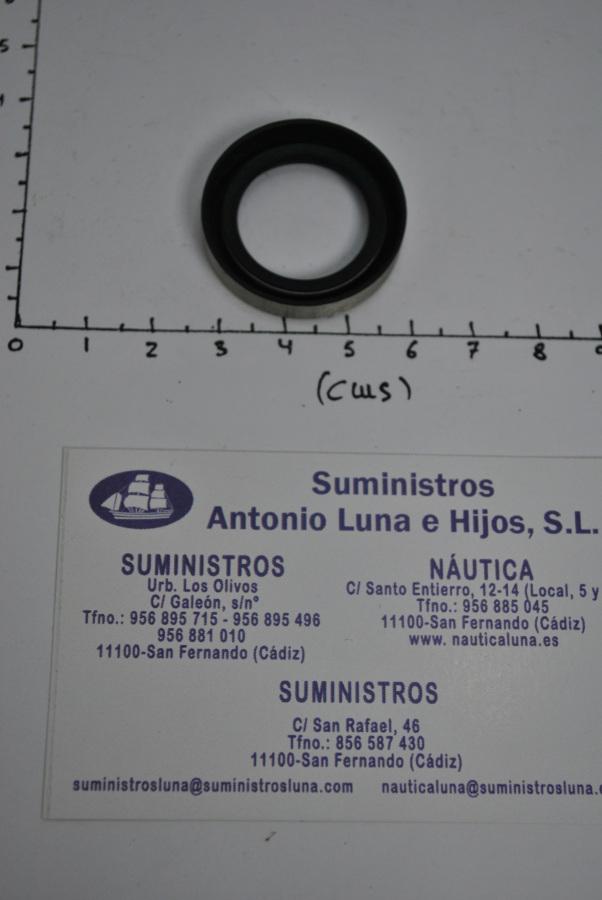 5
0 1 2 3 4 5 6 7 8
(cms)
Suministros
Antonio Luna e Hijos, S.L.
SUMINISTROS
Urb. Los Olivos
C/ Galeón, s/nº
Tfno.: 956 895 715 - 956 895 496
956 881 010
11100-San Fernando (Cádiz)
NÁUTICA
C/ Santo Entierro, 12-14 (Local, 5 y
Tfno.: 956 885 045
11100-San Fernando (Cádiz)
www. nauticaluna.es
SUMINISTROS
C/ San Rafael, 46
Tfno.: 856 587 430
11100-San Fernando (Cádiz)
suministrosluna@suministrosluna.com nauticaluna@suministrosluna.